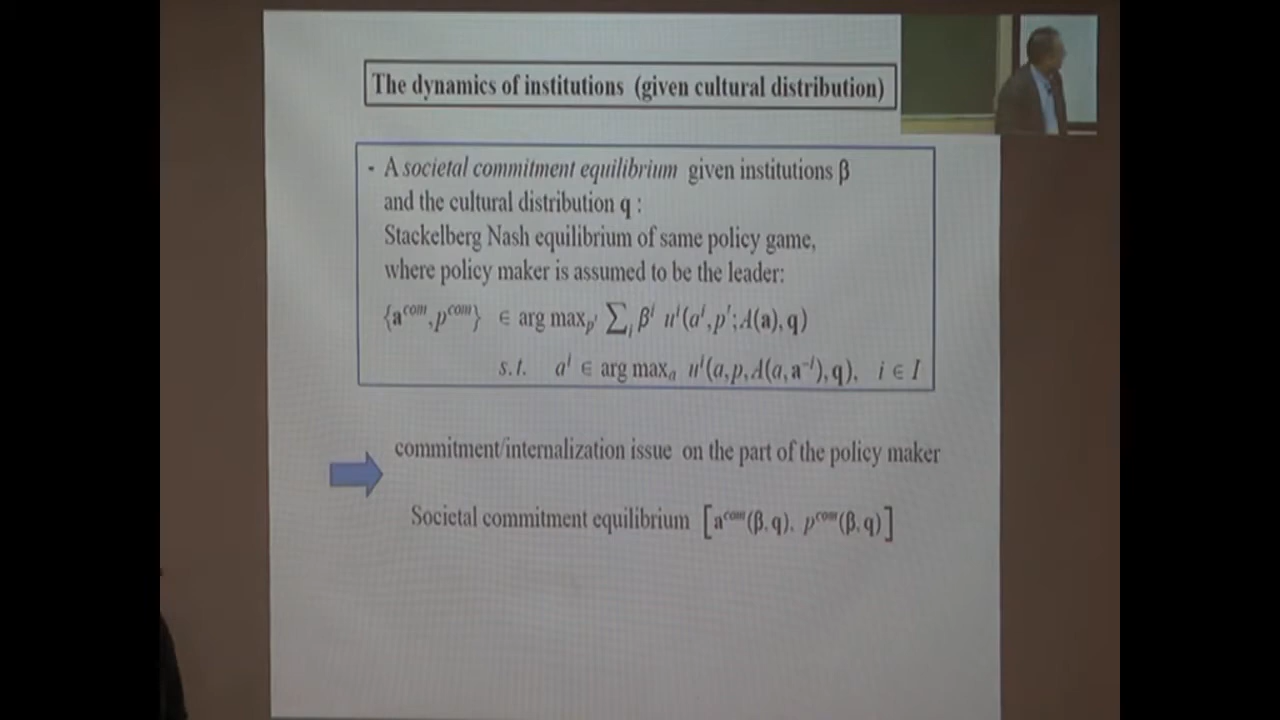 The dynamics of institutions (given cultural distribution)
- A societal commitment equilibrium given institutions β
and the cultural distribution q :
Stackelberg Nash equilibrium of same policy game,
where policy maker is assumed to be the leader:
{a^com, p^com} ∈ arg max_p' ∑_i β^i u^i(a^i, p'; A(a), q)
s.t. a^i ∈ arg max_a u^i(a, p, A(a, a^-i), q), i ∈ I
commitment/internalization issue on the part of the policy maker
Societal commitment equilibrium [a^com(β, q), p^com(β, q)]